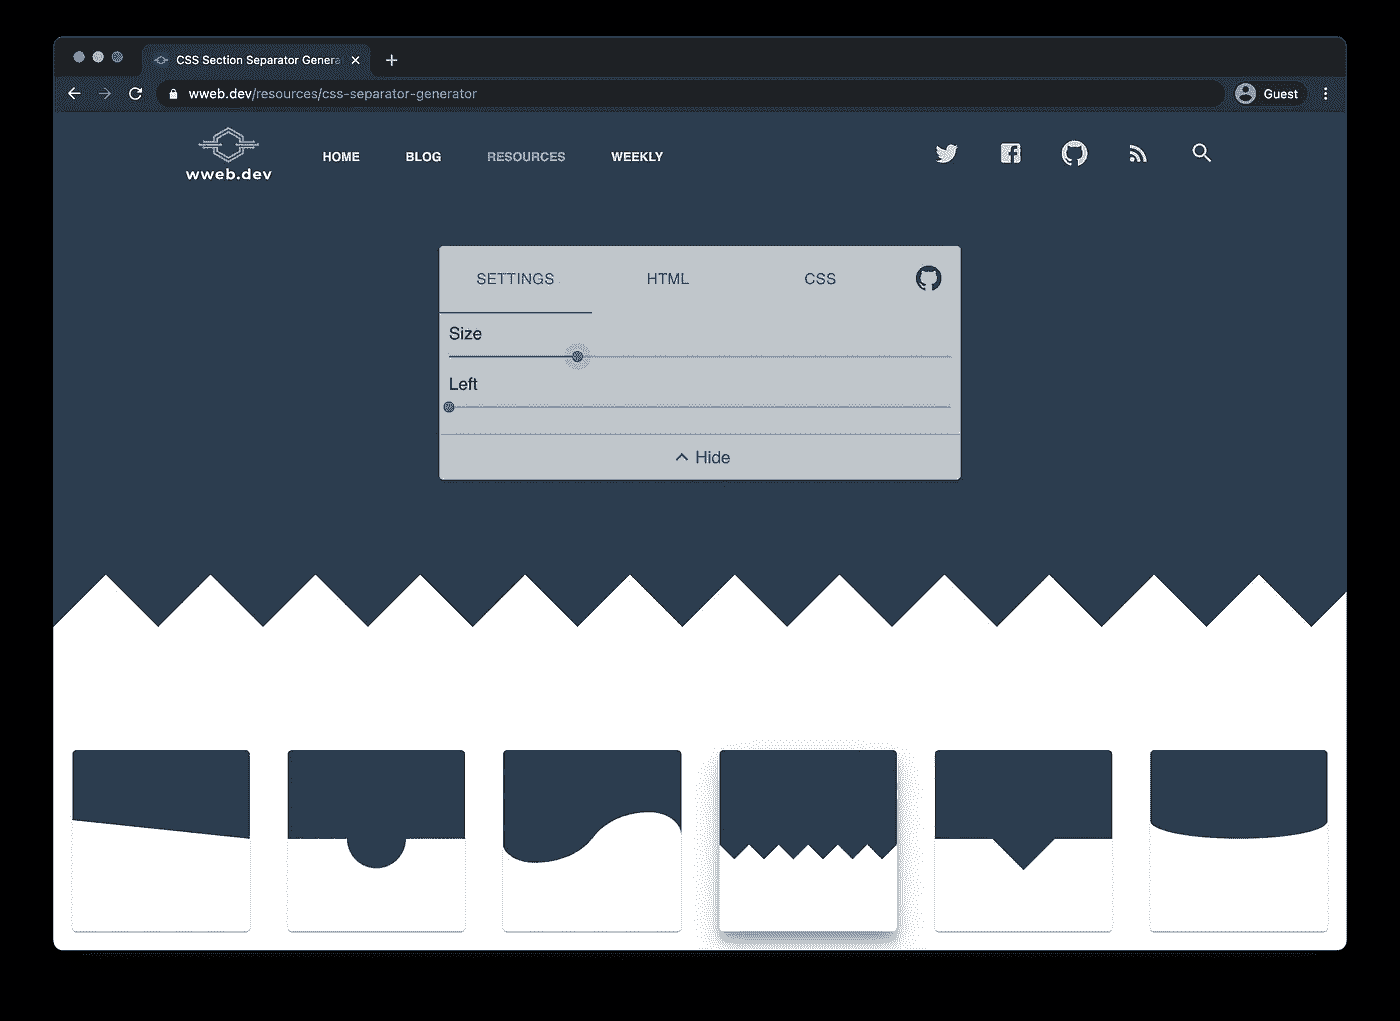 CSS Section Separator Genera
wweb.dev/resources/css-separator-generator
Guest
wweb.dev
HOME
BLOG
RESOURCES
WEEKLY
SETTINGS
HTML
CSS
Size
Left
Hide